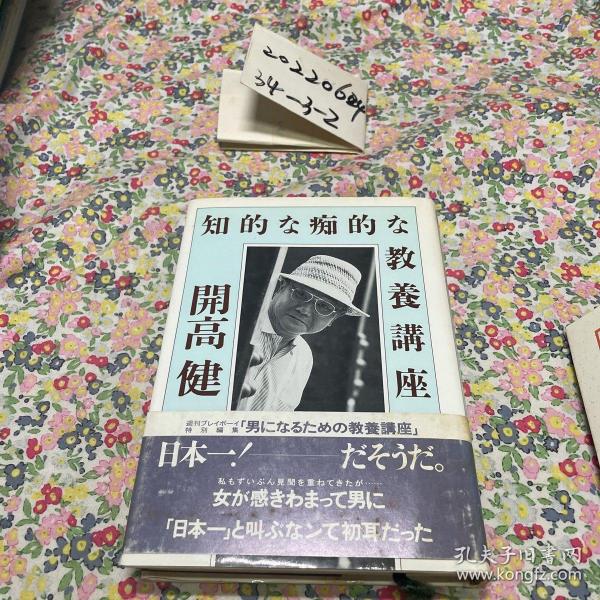 20220604
34-3-2
知的な痴的な
教養講座
開高健
週刊プレイボーイ
特別編集「男になるための教養講座」
日本一!――だそうだ。
私もずいぶん見聞を重ねてきたが……
女が感きわまって男に
「日本一」と叫ぶなンて初耳だった
孔夫子旧书网
www.kongfz.com